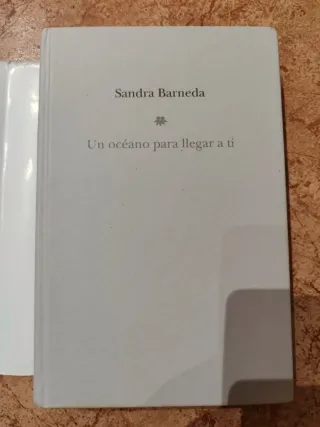 Sandra Barneda
Un océano para llegar a ti